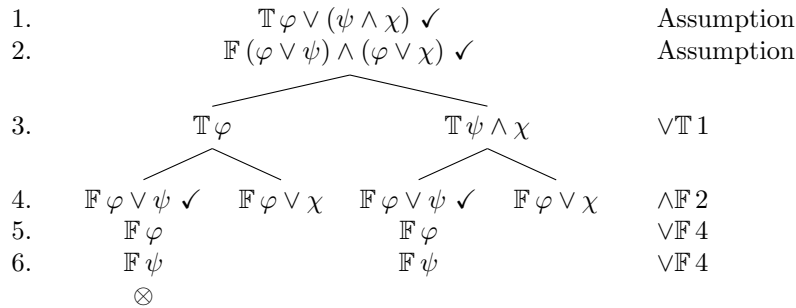 1. 𝕋 φ ∨ (ψ ∧ χ) ✓ Assumption
2. 𝔽 (φ ∨ ψ) ∧ (φ ∨ χ) ✓ Assumption
3. 𝕋 φ 𝕋 ψ ∧ χ ∨𝕋 1
4. 𝔽 φ ∨ ψ ✓ 𝔽 φ ∨ χ 𝔽 φ ∨ ψ ✓ 𝔽 φ ∨ χ ∧𝔽 2
5. 𝔽 φ 𝔽 φ ∨𝔽 4
6. 𝔽 ψ 𝔽 ψ ∨𝔽 4
⊗